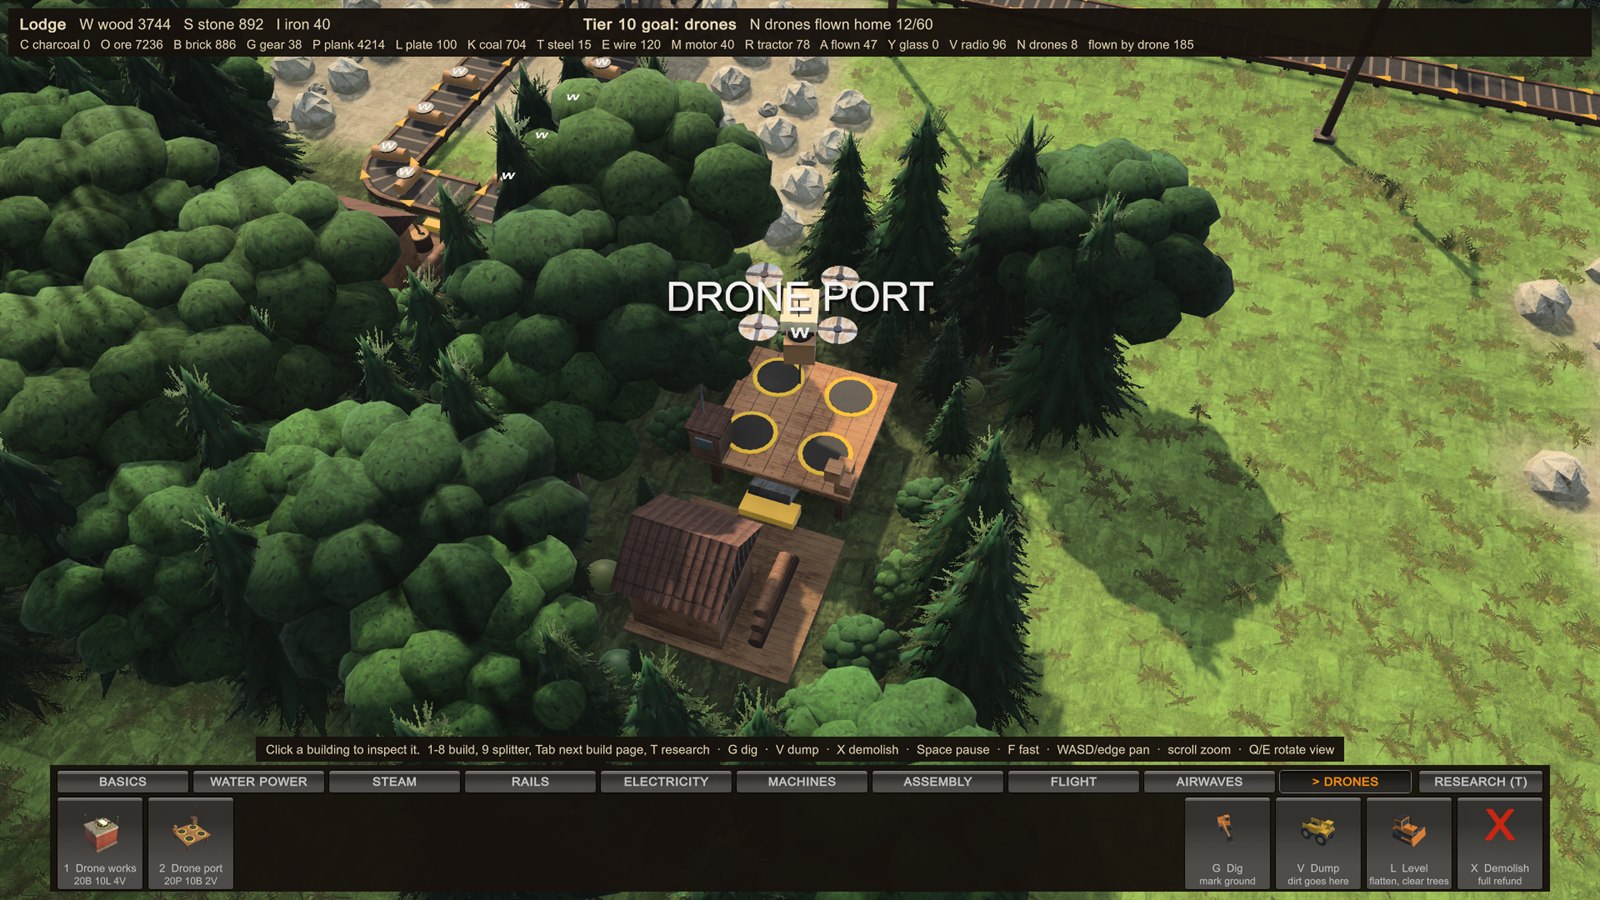 Lodge W wood 3744 S stone 892 I iron 40
Tier 10 goal: drones N drones flown home 12/60
C charcoal 0 O ore 7236 B brick 886 G gear 38 P plank 4214 L plate 100 K coal 704 T steel 15 E wire 120 M motor 40 R tractor 78 A flown 47 Y glass 0 V radio 96 N drones 8 flown by drone 185
W
W
W
W
W
W
W
W
W
DRONE PORT
W
Click a building to inspect it. 1-8 build, 9 splitter, Tab next build page, T research · G dig · V dump · X demolish · Space pause · F fast · WASD/edge pan · scroll zoom · Q/E rotate view
BASICS
WATER POWER
STEAM
RAILS
ELECTRICITY
MACHINES
ASSEMBLY
FLIGHT
AIRWAVES
> DRONES
RESEARCH (T)
1 Drone works
20B 10L 4V
2 Drone port
20P 10B 2V
G Dig
mark ground
V Dump
dirt goes here
L Level
flatten, clear trees
X Demolish
full refund